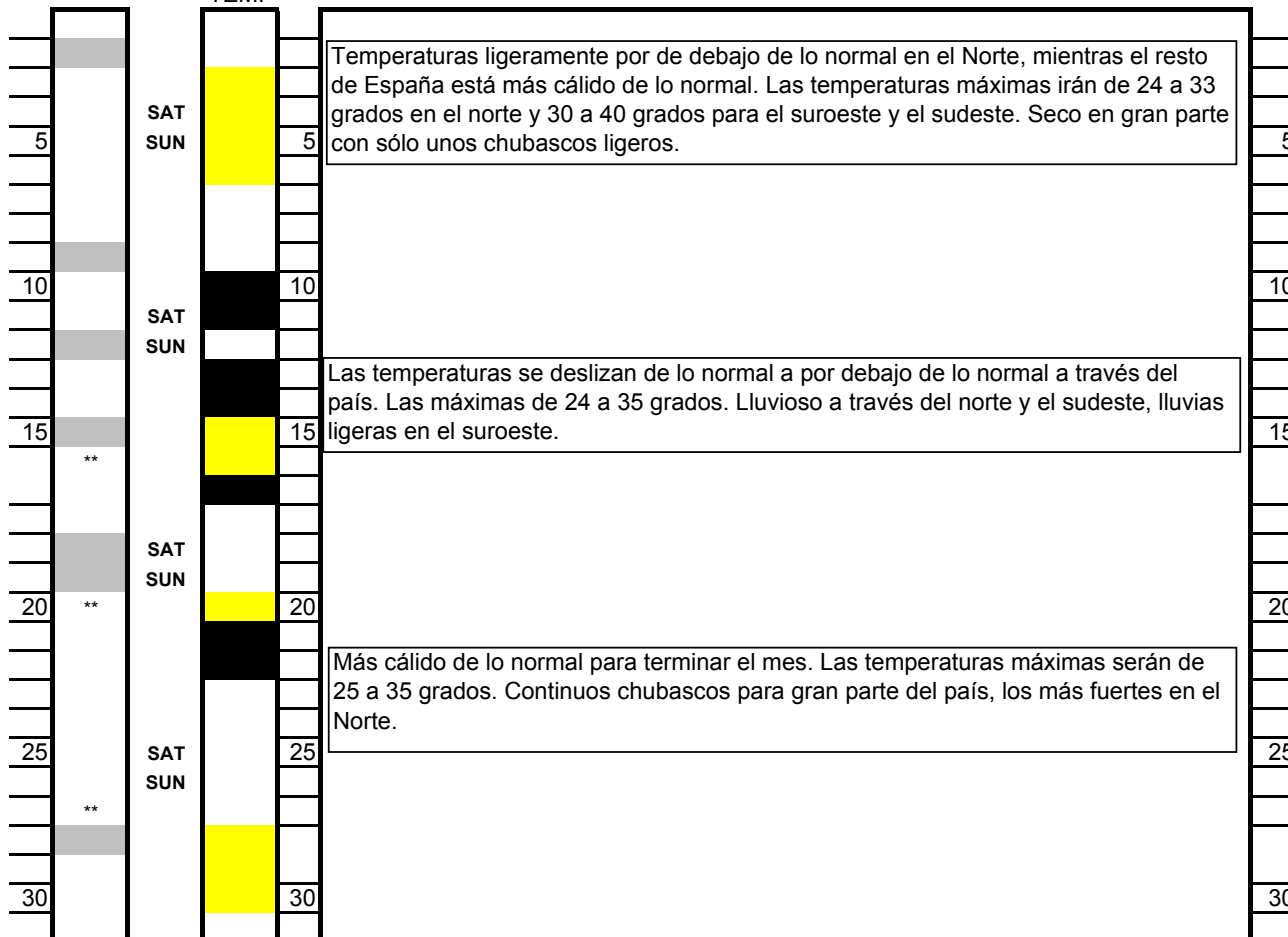 Temperaturas ligeramente por de debajo de lo normal en el Norte, mientras el resto
de España está más cálido de lo normal. Las temperaturas máximas irán de 24 a 33
SAT
grados en el norte y 30 a 40 grados para el suroeste y el sudeste. Seco en gran parte
5 SUN 5 con sólo unos chubascos ligeros. 5
10 10 10
SAT
SUN
Las temperaturas se deslizan de lo normal a por debajo de lo normal a través del
país. Las máximas de 24 a 35 grados. Lluvioso a través del norte y el sudeste, lluvias
15 15 ligeras en el suroeste. 15
**
SAT
SUN
20 ** 20 20
Más cálido de lo normal para terminar el mes. Las temperaturas máximas serán de
25 a 35 grados. Continuos chubascos para gran parte del país, los más fuertes en el
Norte.
25 SAT 25 25
SUN
**
30 30 30